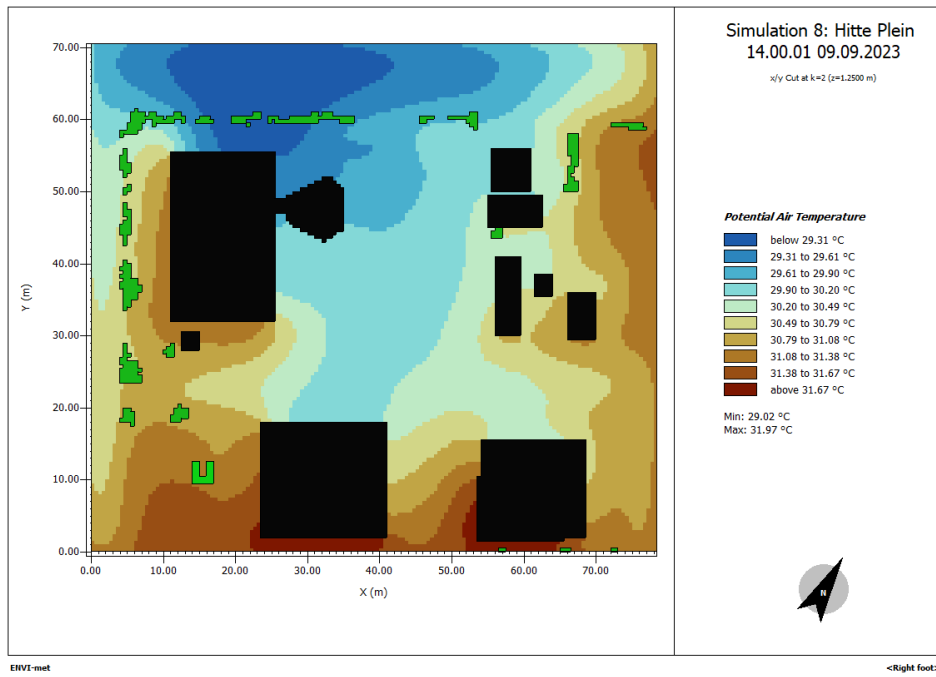 Simulation 8: Hitte Plein
14.00.01 09.09.2023
x/y Cut at k=2 (z=1.2500 m)
70.00
60.00
50.00
40.00
30.00
20.00
10.00
0.00
Y (m)
0.00 10.00 20.00 30.00 40.00 50.00 60.00 70.00
X (m)
Potential Air Temperature
below 29.31 °C
29.31 to 29.61 °C
29.61 to 29.90 °C
29.90 to 30.20 °C
30.20 to 30.49 °C
30.49 to 30.79 °C
30.79 to 31.08 °C
31.08 to 31.38 °C
31.38 to 31.67 °C
above 31.67 °C
Min: 29.02 °C
Max: 31.97 °C
N
ENVI-met
<Right foot: